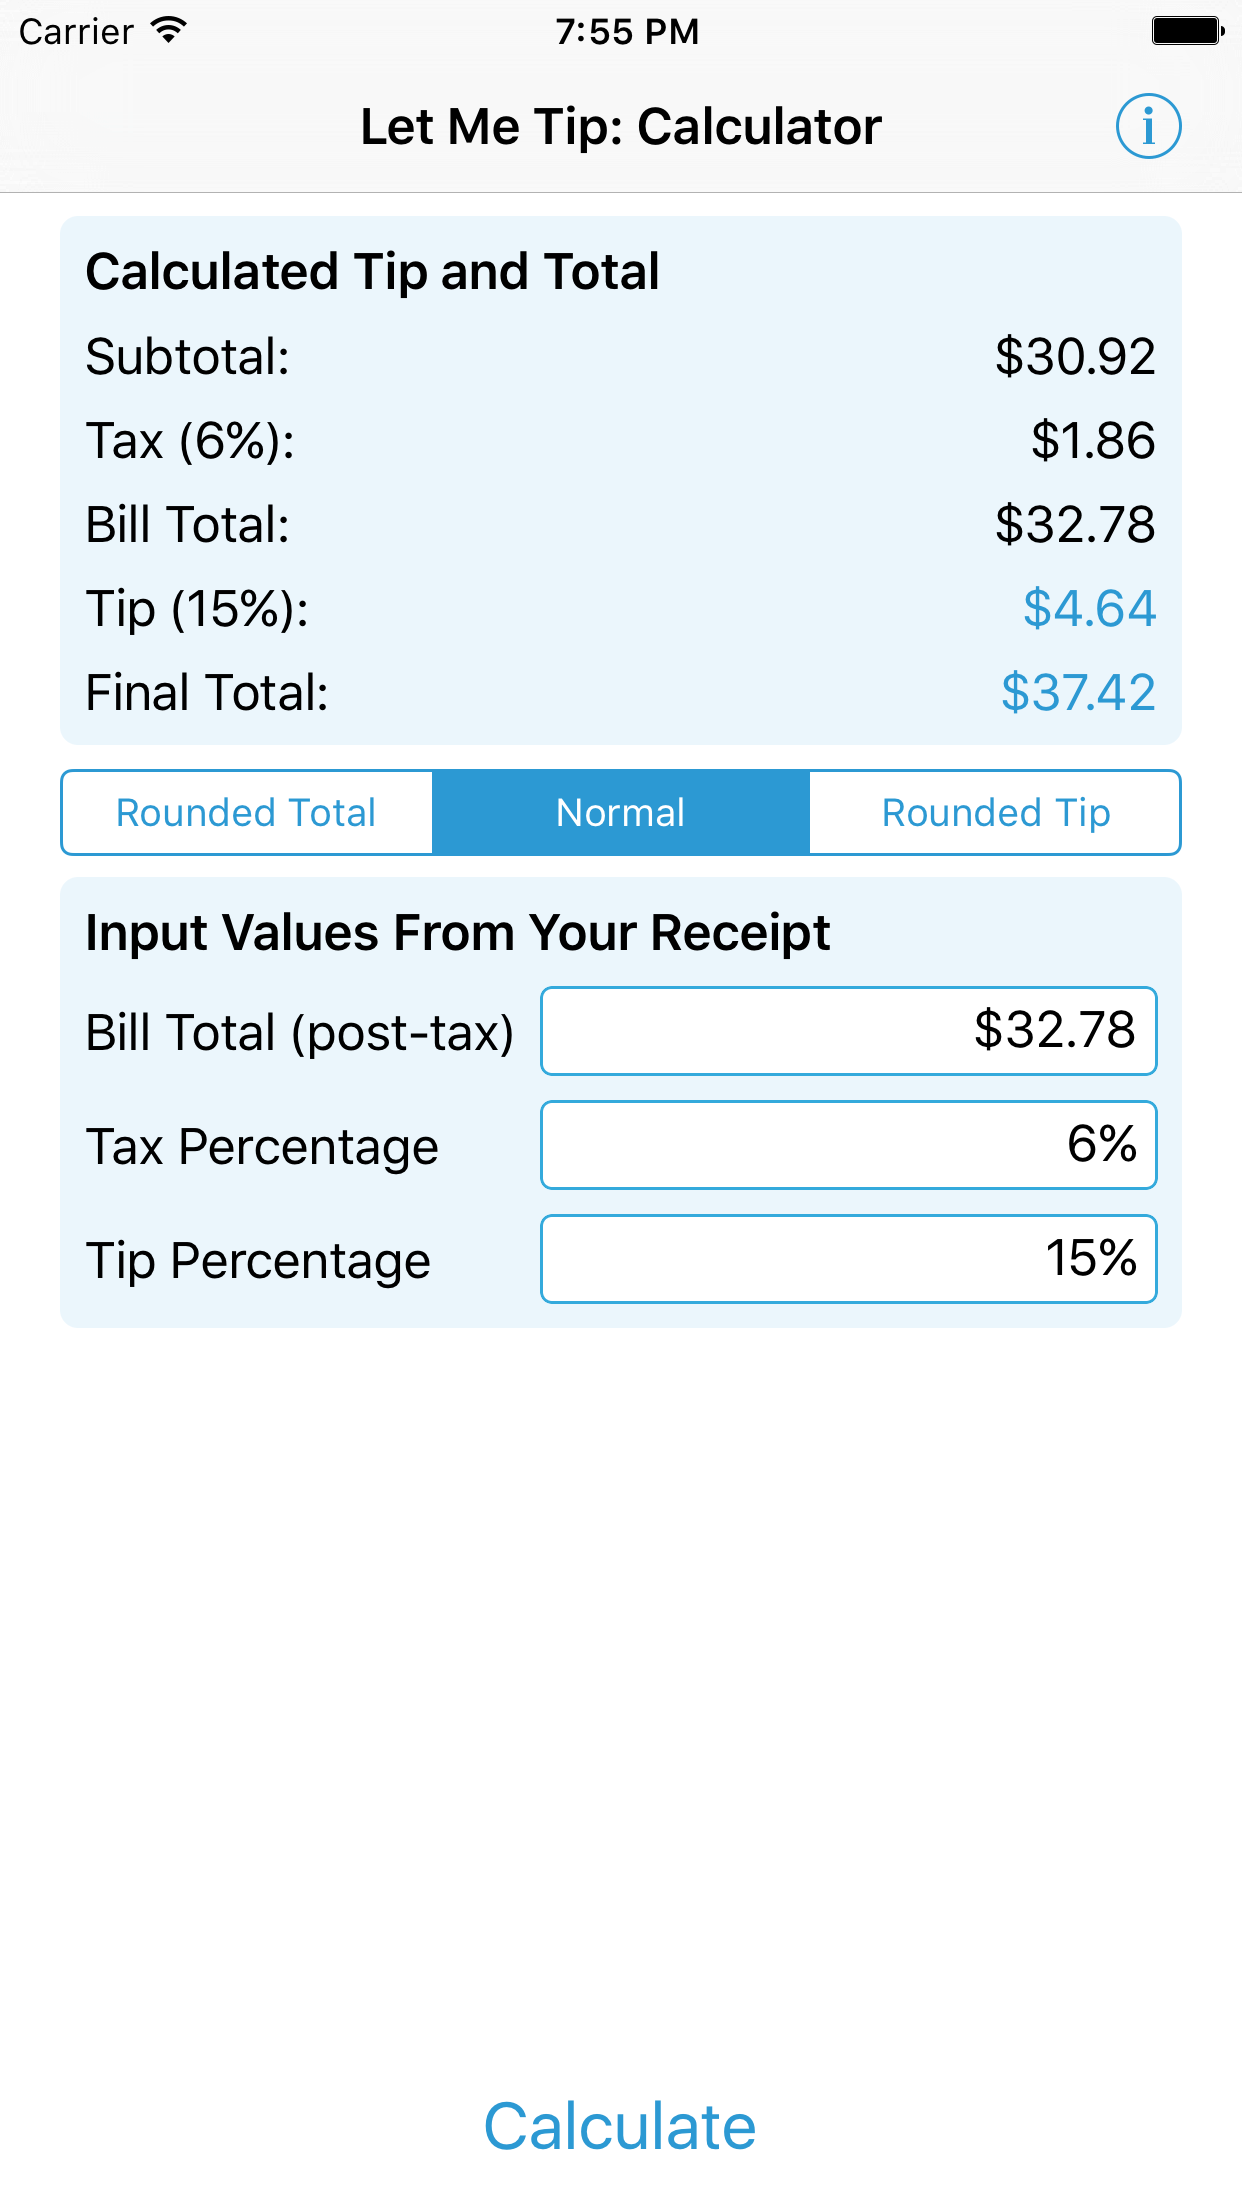 Carrier 7:55 PM
Let Me Tip: Calculator i
Calculated Tip and Total
Subtotal: $30.92
Tax (6%): $1.86
Bill Total: $32.78
Tip (15%): $4.64
Final Total: $37.42
Rounded Total Normal Rounded Tip
Input Values From Your Receipt
Bill Total (post-tax) $32.78
Tax Percentage 6%
Tip Percentage 15%
Calculate